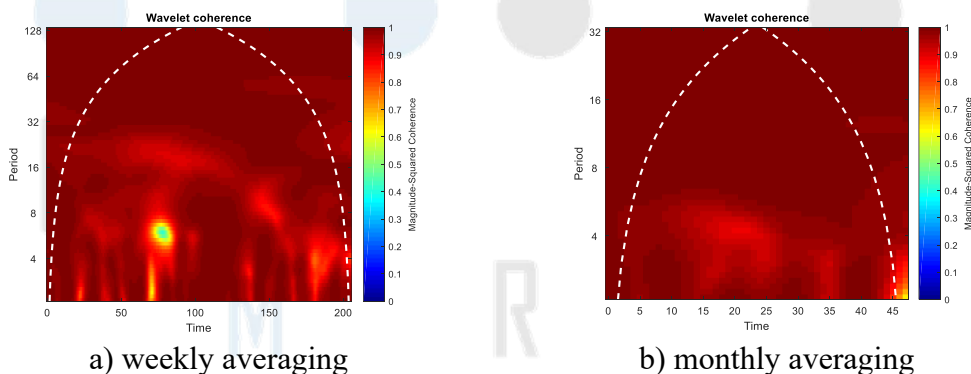 Wavelet coherence
128
64
32
16
8
4
Period
0 50 100 150 200
Time
1
0.9
0.8
0.7
0.6
0.5
0.4
0.3
0.2
0.1
0
Magnitude-Squared Coherence
a) weekly averaging
Wavelet coherence
32
16
8
4
Period
0 5 10 15 20 25 30 35 40 45
Time
1
0.9
0.8
0.7
0.6
0.5
0.4
0.3
0.2
0.1
0
Magnitude-Squared Coherence
b) monthly averaging
M R